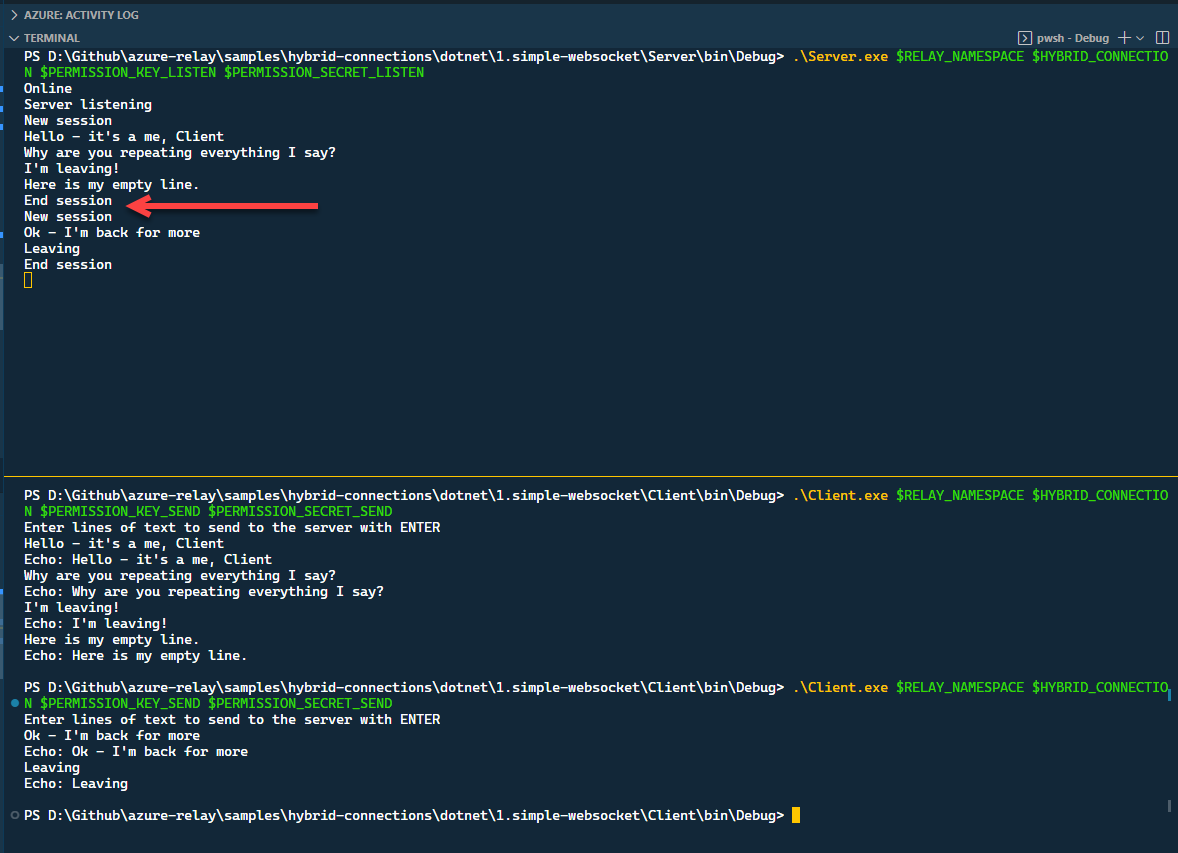 AZURE: ACTIVITY LOG
TERMINAL
pwsh - Debug
PS D:\Github\azure-relay\samples\hybrid-connections\dotnet\1.simple-websocket\Server\bin\Debug> .\Server.exe $RELAY_NAMESPACE $HYBRID_CONNECTIO
N $PERMISSION_KEY_LISTEN $PERMISSION_SECRET_LISTEN
Online
Server listening
New session
Hello - it's a me, Client
Why are you repeating everything I say?
I'm leaving!
Here is my empty line.
End session
New session
Ok - I'm back for more
Leaving
End session
PS D:\Github\azure-relay\samples\hybrid-connections\dotnet\1.simple-websocket\Client\bin\Debug> .\Client.exe $RELAY_NAMESPACE $HYBRID_CONNECTIO
N $PERMISSION_KEY_SEND $PERMISSION_SECRET_SEND
Enter lines of text to send to the server with ENTER
Hello - it's a me, Client
Echo: Hello - it's a me, Client
Why are you repeating everything I say?
Echo: Why are you repeating everything I say?
I'm leaving!
Echo: I'm leaving!
Here is my empty line.
Echo: Here is my empty line.
PS D:\Github\azure-relay\samples\hybrid-connections\dotnet\1.simple-websocket\Client\bin\Debug> .\Client.exe $RELAY_NAMESPACE $HYBRID_CONNECTIO
N $PERMISSION_KEY_SEND $PERMISSION_SECRET_SEND
Enter lines of text to send to the server with ENTER
Ok - I'm back for more
Echo: Ok - I'm back for more
Leaving
Echo: Leaving
PS D:\Github\azure-relay\samples\hybrid-connections\dotnet\1.simple-websocket\Client\bin\Debug>